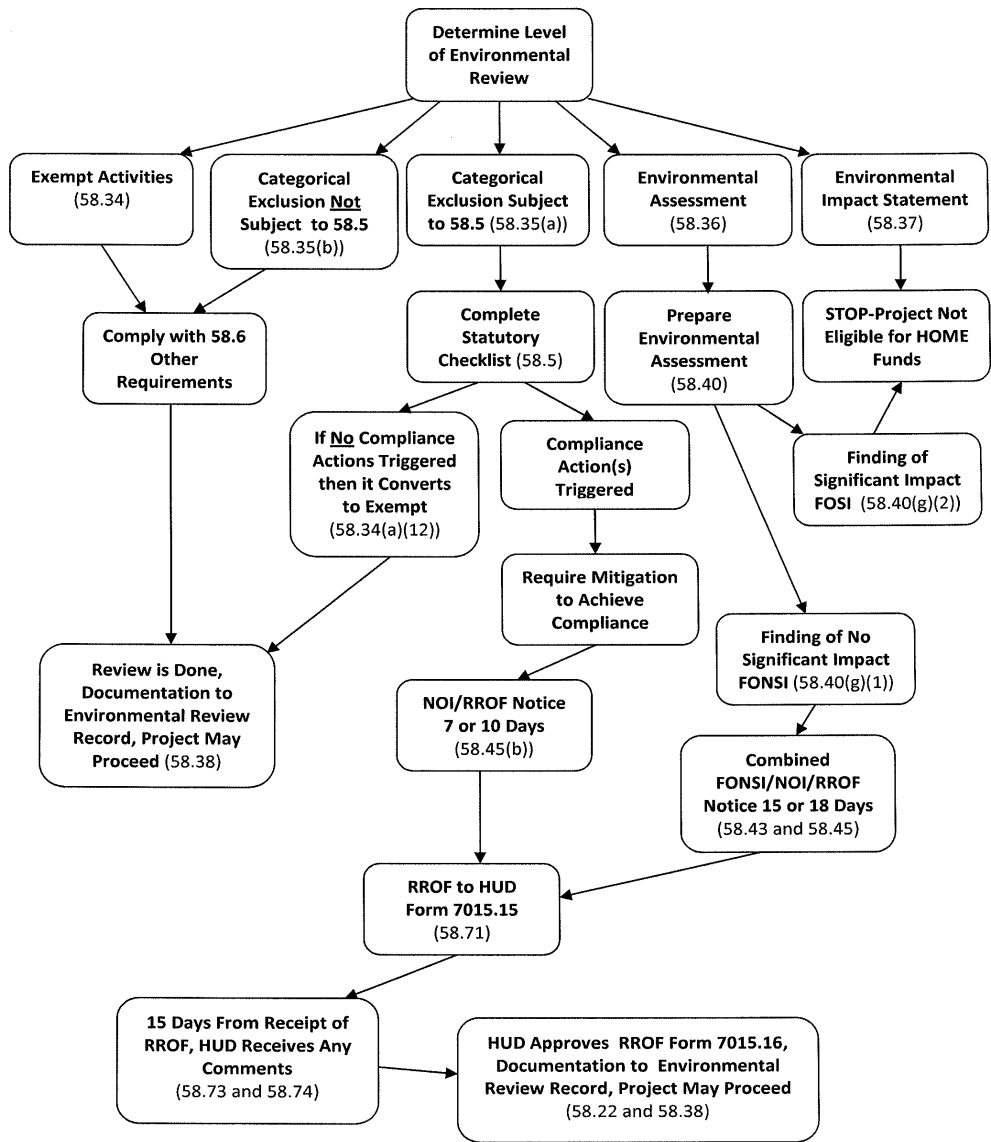 Determine Level
of Environmental
Review
Exempt Activities
(58.34)
Categorical
Exclusion Not
Subject to 58.5
(58.35(b))
Categorical
Exclusion Subject
to 58.5 (58.35(a))
Environmental
Assessment
(58.36)
Environmental
Impact Statement
(58.37)
Comply with 58.6
Other
Requirements
Complete
Statutory
Checklist (58.5)
Prepare
Environmental
Assessment
(58.40)
STOP-Project Not
Eligible for HOME
Funds
If No Compliance
Actions Triggered
then it Converts
to Exempt
(58.34(a)(12))
Compliance
Action(s)
Triggered
Finding of
Significant Impact
FOSI (58.40(g)(2))
Require Mitigation
to Achieve
Compliance
Finding of No
Significant Impact
FONSI (58.40(g)(1))
Review is Done,
Documentation to
Environmental Review
Record, Project May
Proceed (58.38)
NOI/RROF Notice
7 or 10 Days
(58.45(b))
Combined
FONSI/NOI/RROF
Notice 15 or 18 Days
(58.43 and 58.45)
RROF to HUD
Form 7015.15
(58.71)
15 Days From Receipt of
RROF, HUD Receives Any
Comments
(58.73 and 58.74)
HUD Approves RROF Form 7015.16,
Documentation to Environmental
Review Record, Project May Proceed
(58.22 and 58.38)